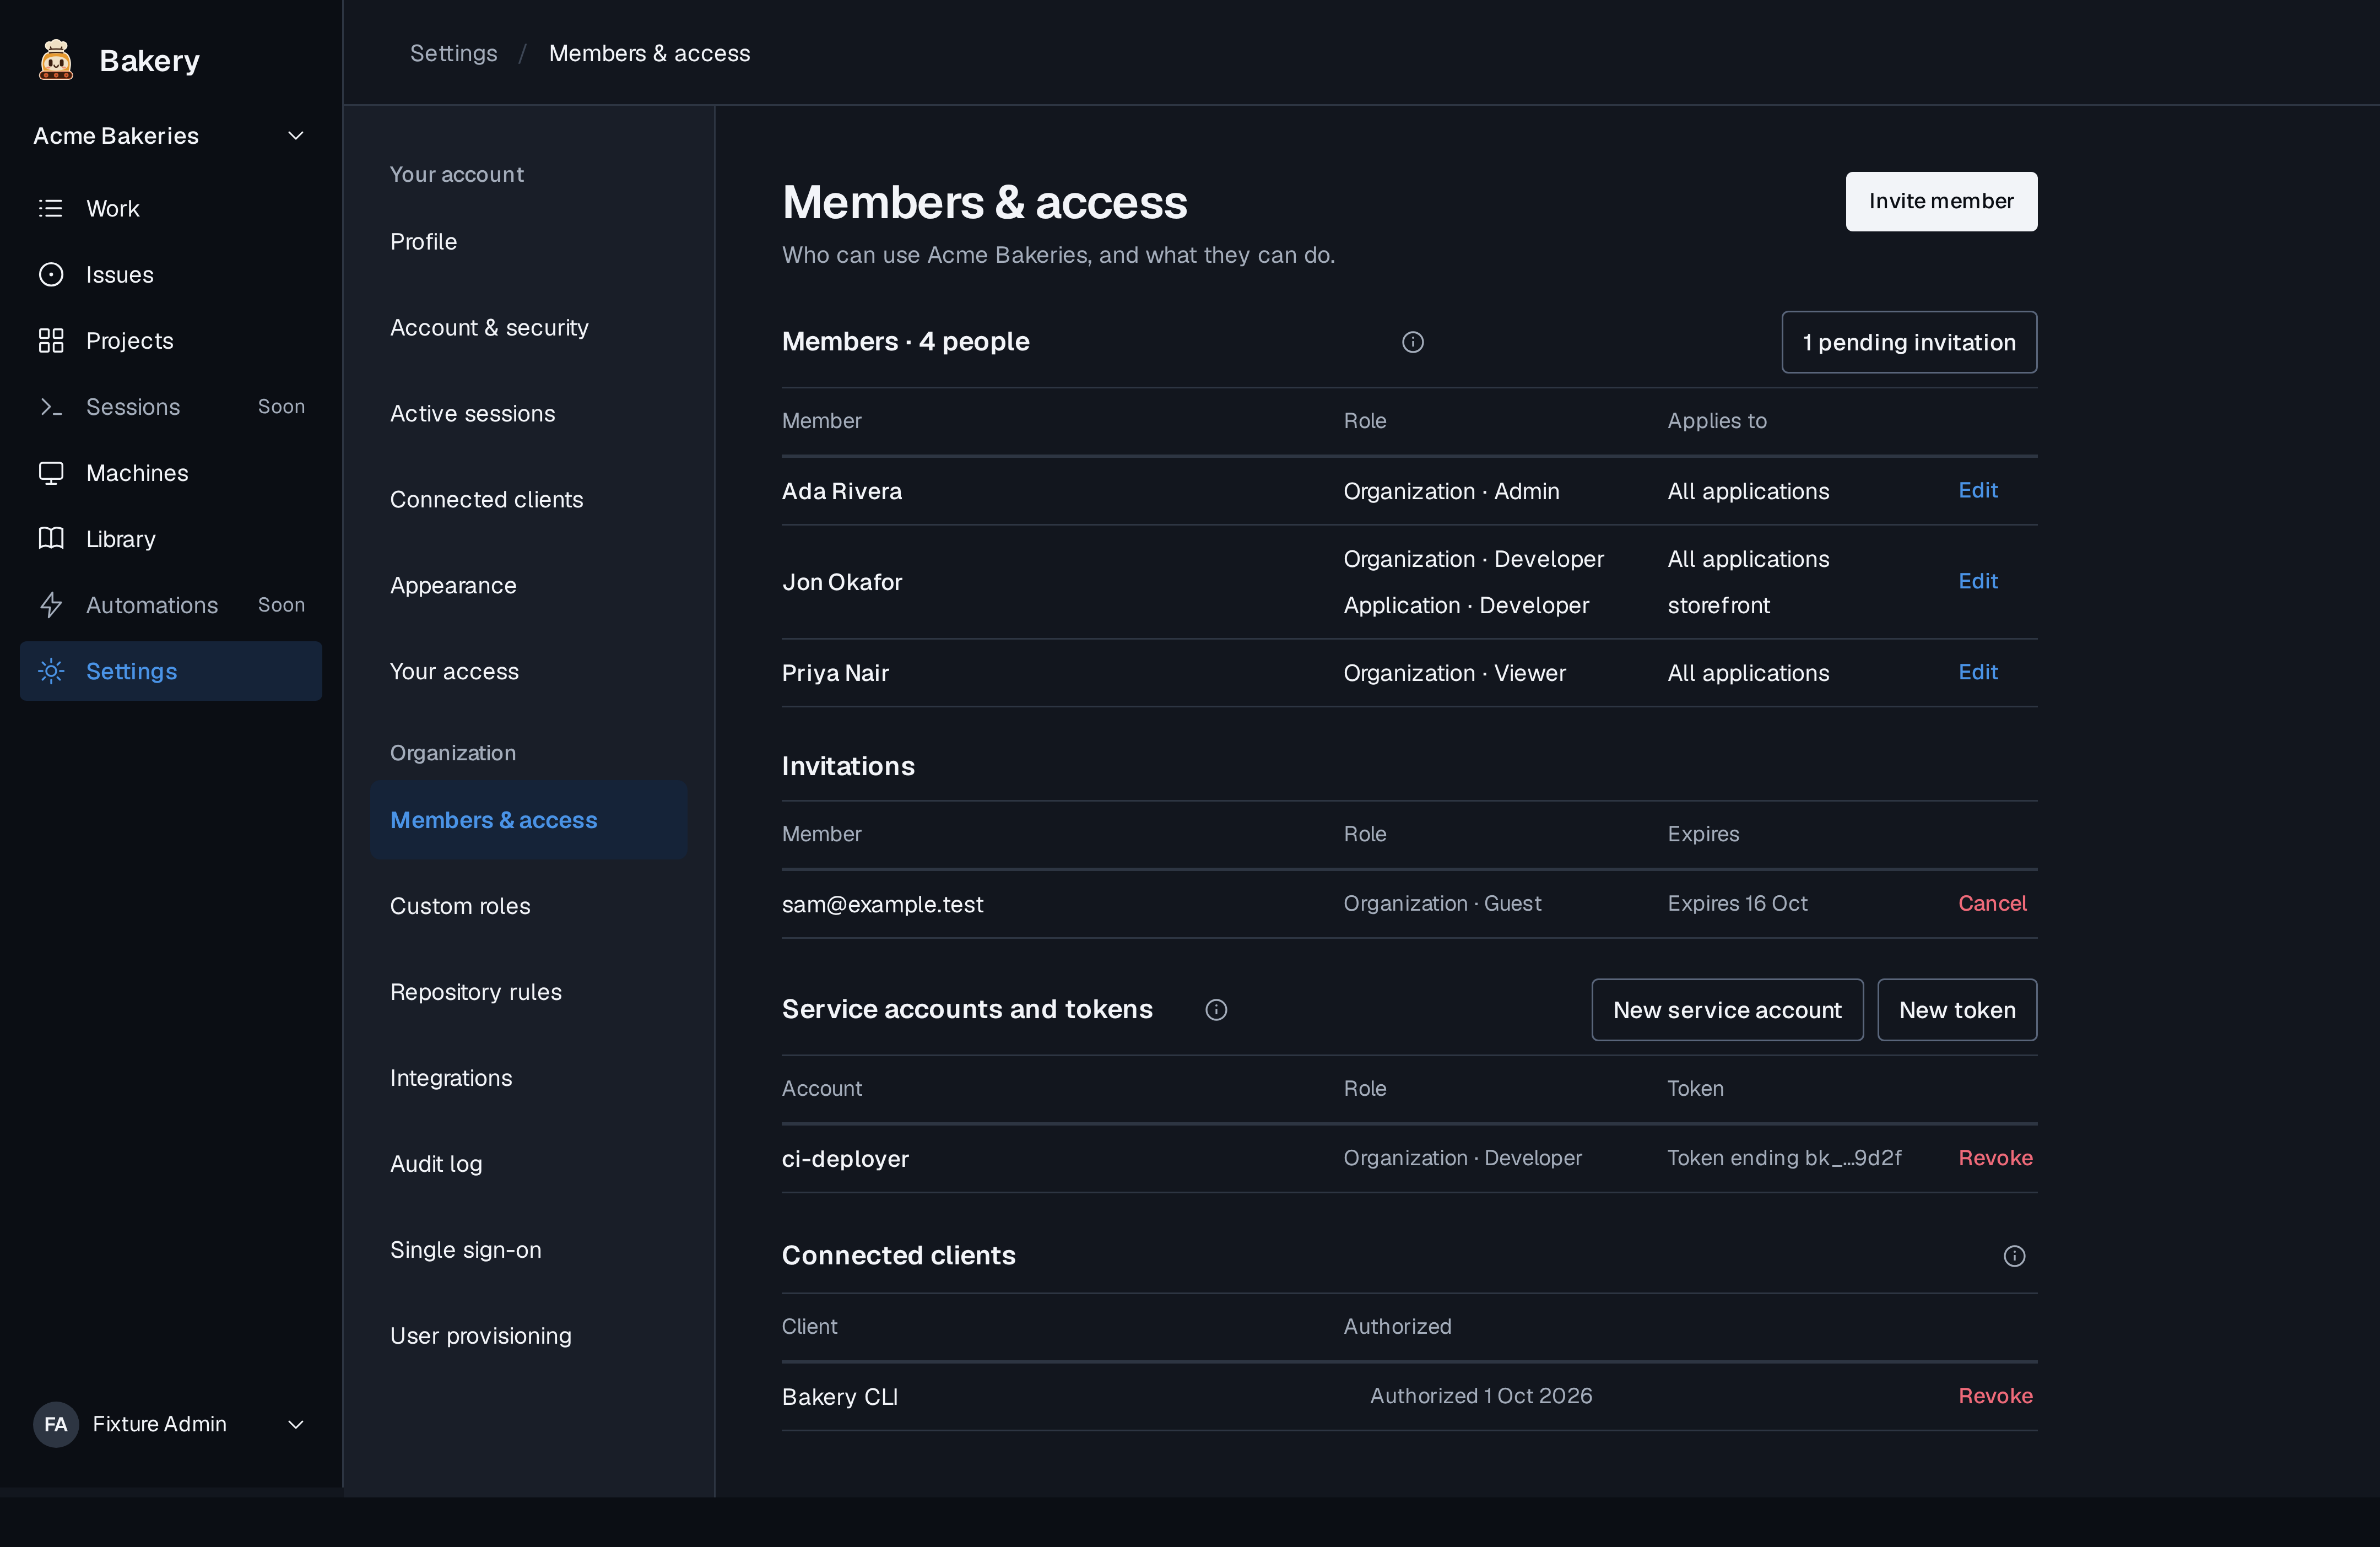 Bakery
Acme Bakeries
Work
Issues
Projects
Sessions Soon
Machines
Library
Automations Soon
Settings
FA Fixture Admin
Settings / Members & access
Your account
Profile
Account & security
Active sessions
Connected clients
Appearance
Your access
Organization
Members & access
Custom roles
Repository rules
Integrations
Audit log
Single sign-on
User provisioning
Members & access
Invite member
Who can use Acme Bakeries, and what they can do.
Members · 4 people
1 pending invitation
Member Role Applies to
Ada Rivera Organization · Admin All applications Edit
Jon Okafor Organization · Developer All applications Edit
Application · Developer storefront
Priya Nair Organization · Viewer All applications Edit
Invitations
Member Role Expires
sam@example.test Organization · Guest Expires 16 Oct Cancel
Service accounts and tokens
New service account New token
Account Role Token
ci-deployer Organization · Developer Token ending bk_…9d2f Revoke
Connected clients
Client Authorized
Bakery CLI Authorized 1 Oct 2026 Revoke